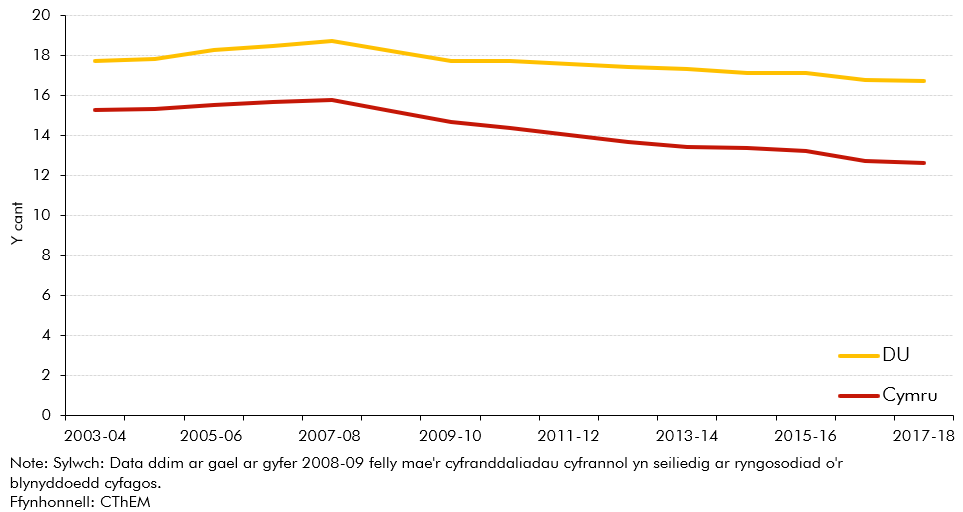 20
18
16
14
12
10
8
6
4
2
0
Y cant
DU
Cymru
2003-04 2005-06 2007-08 2009-10 2011-12 2013-14 2015-16 2017-18
Note: Sylwch: Data ddim ar gael ar gyfer 2008-09 felly mae'r cyfranddaliadau cyfrannol yn seiliedig ar ryngosodiad o'r
blynyddoedd cyfagos.
Ffynhonnell: CThEM